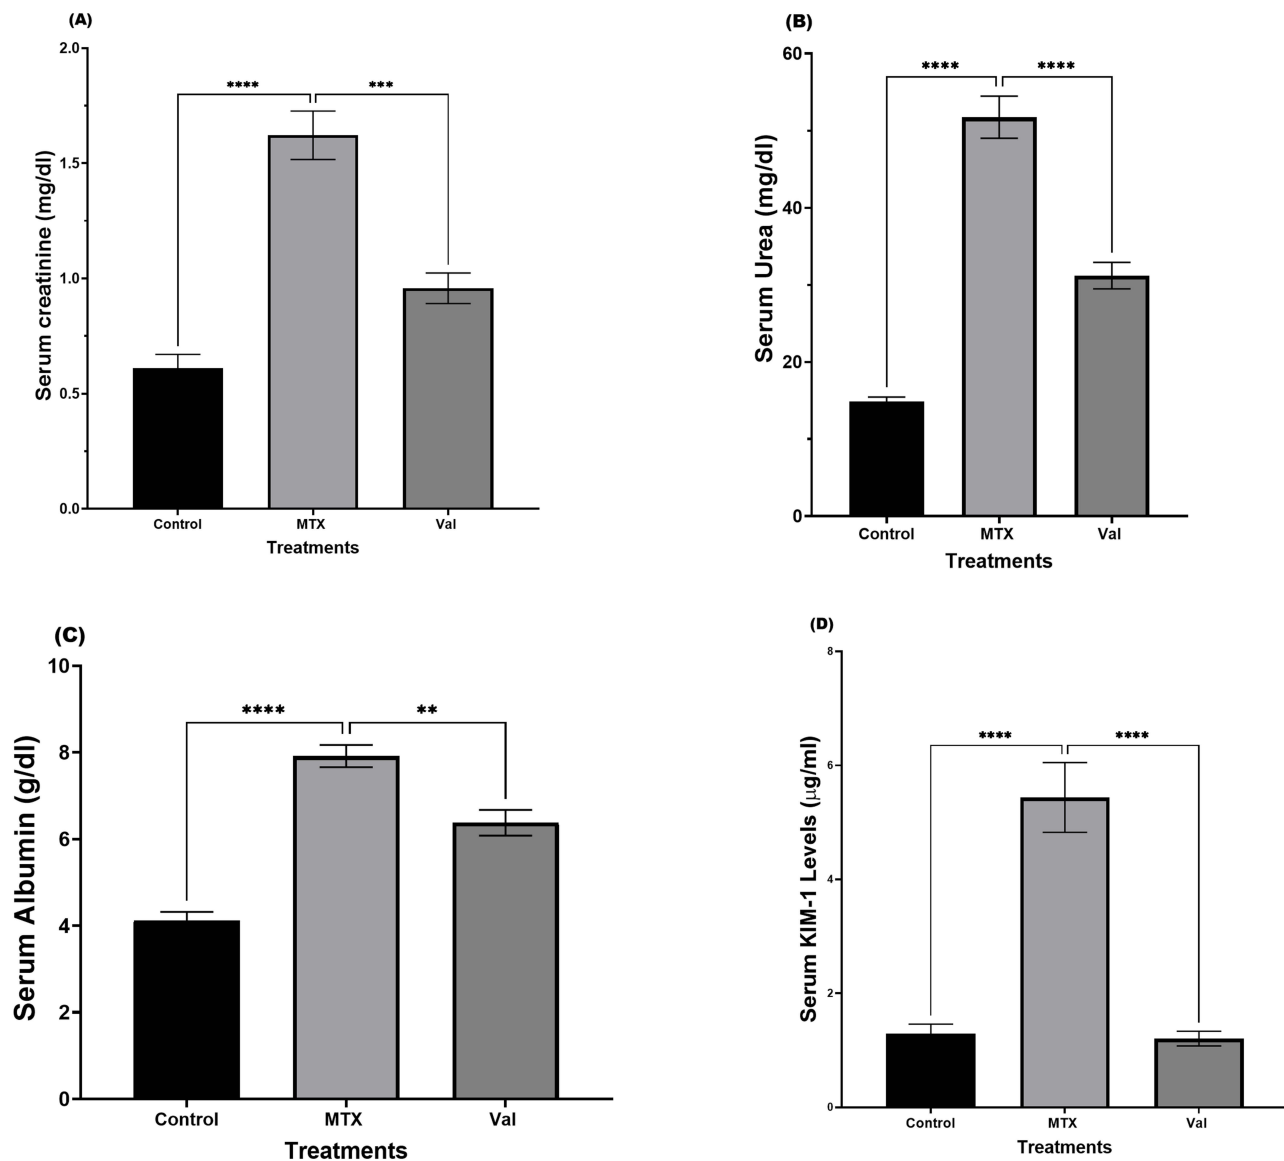 (A)
2.0
1.5
1.0
0.5
0.0
Serum creatinine (mg/dl)
****
***
Control
MTX
Val
Treatments
(B)
60
40
20
0
Serum Urea (mg/dl)
****
****
Control
MTX
Val
Treatments
(C)
10
8
6
4
2
0
Serum Albumin (g/dl)
****
**
Control
MTX
Val
Treatments
(D)
8
6
4
2
0
Serum KIM-1 Levels (µg/ml)
****
****
Control
MTX
Val
Treatments